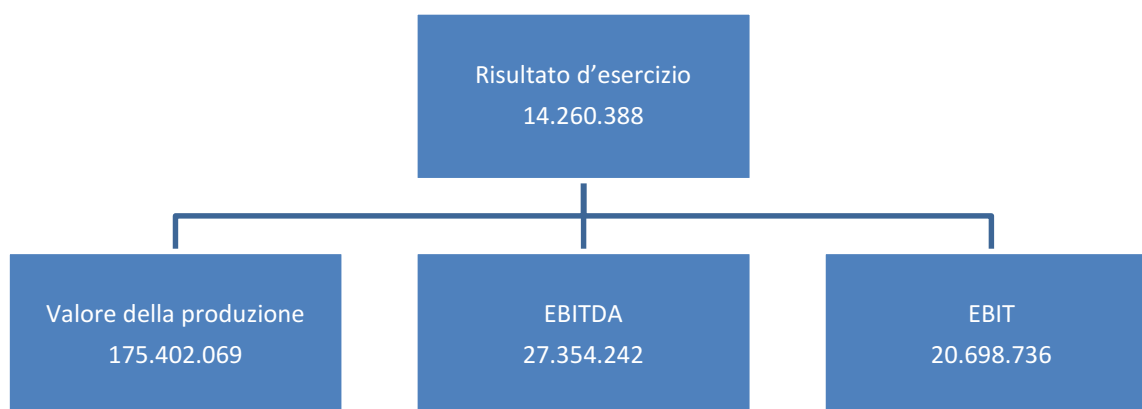 Risultato d’esercizio
14.260.388
Valore della produzione
175.402.069
EBITDA
27.354.242
EBIT
20.698.736